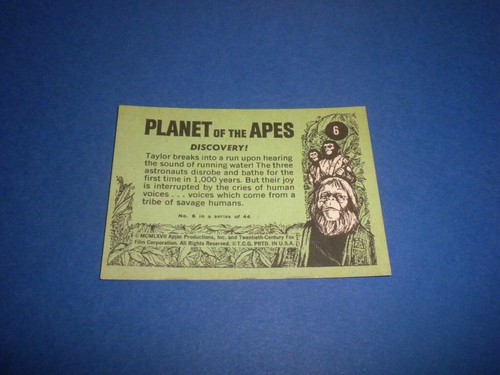 PLANET OF THE APES
6
DISCOVERY!
Taylor breaks into a run upon hearing
the sound of running water! The three
astronauts disrobe and bathe for the
first time in 1,000 years. But their joy
is interrupted by the cries of human
voices . . . voices which come from a
tribe of savage humans.
No. 6 in a series of 44
© MCMLXVII Apjac Productions, Inc. and Twentieth-Century Fox
Film Corporation. All Rights Reserved. © T.C.G. PRTD. IN U.S.A.